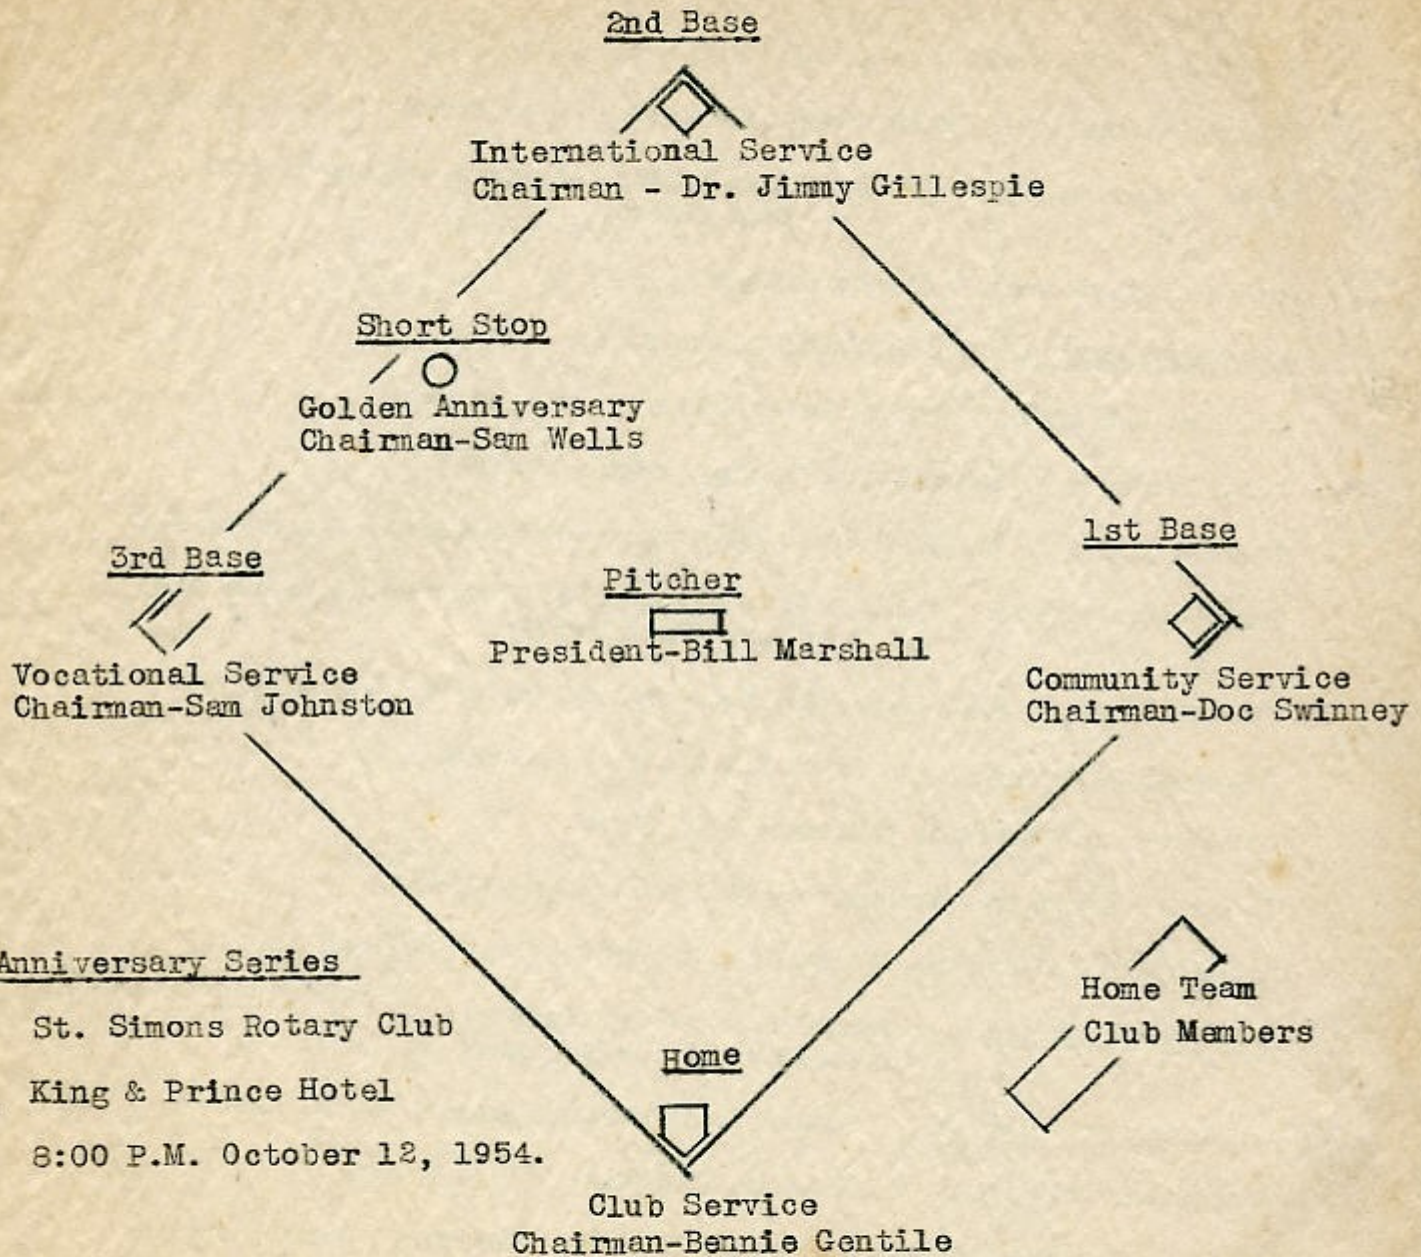 2nd Base
International Service
Chairman - Dr. Jimmy Gillespie
Short Stop
Golden Anniversary
Chairman-Sam Wells
3rd Base
Vocational Service
Chairman-Sam Johnston
Pitcher
President-Bill Marshall
1st Base
Community Service
Chairman-Doc Swinney
Anniversary Series
St. Simons Rotary Club
King & Prince Hotel
8:00 P.M. October 12, 1954.
Home Team
Club Members
Home
Club Service
Chairman-Bennie Gentile